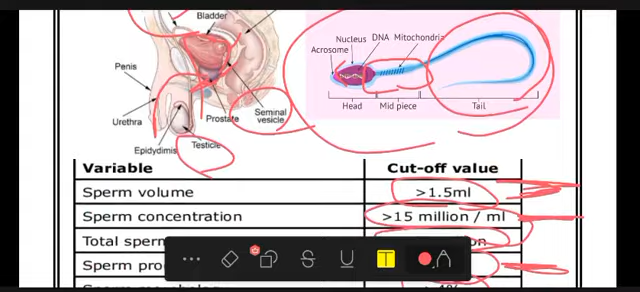 Bladder
Penis
Urethra
Prostate
Seminal
vesicle
Epidydimis
Testicle
Nucleus
DNA
Mitochondria
Acrosome
Head
Mid piece
Tail
Variable Cut-off value
Sperm volume >1.5ml
Sperm concentration >15 million / ml
Total sperm
Sperm
T
A